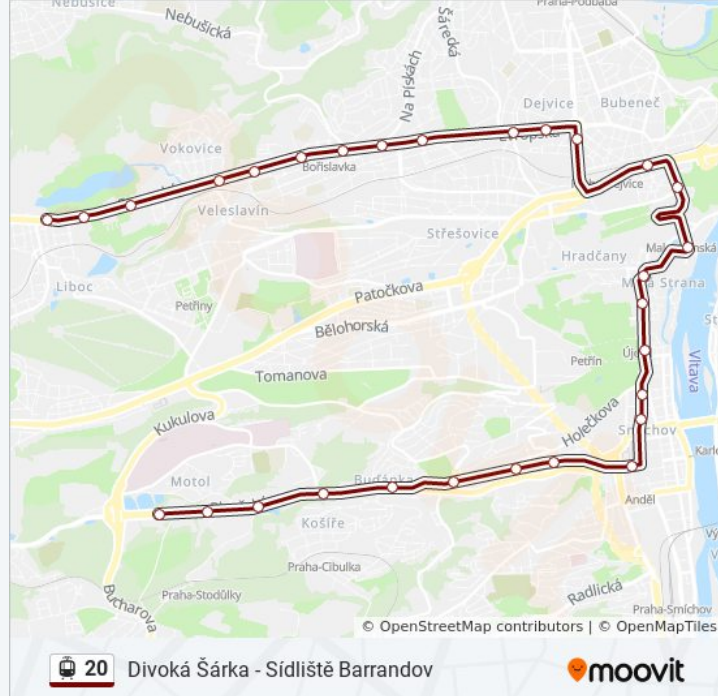 Nebušice
Praha-Podbaba
Nebušická
Šárecká
Na Pískách
Dejvice
Bubeneč
Vokovice
Evropská
Bořislavka
Veleslavín
Střešovice
Hradčany
Malá Strana
Liboc
Petřiny
Patočkova
Bělohorská
Petřín
Vltava
Tomanova
Kukulova
Holečkova
Smíchov
Motol
Buďánka
Anděl
Košíře
Praha-Cibulka
Bucharova
Praha-Stodůlky
Radlická
Praha-Smíchov
© OpenStreetMap contributors | © OpenMapTiles
20 Divoká Šárka - Sídliště Barrandov
moovit